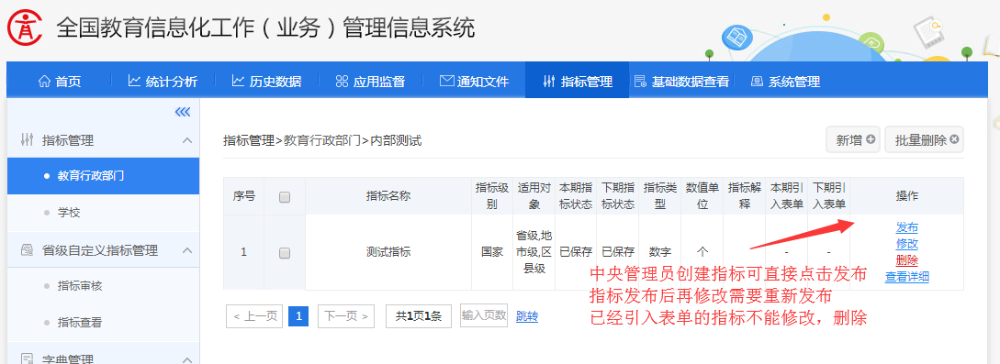 全国教育信息化工作（业务）管理信息系统
首页 统计分析 历史数据 应用监督 通知文件 指标管理 基础数据查看 系统管理
指标管理
教育行政部门
学校
省级自定义指标管理
指标审核
指标查看
字典管理
指标管理>教育行政部门>内部测试
新增 批量删除
序号 指标名称 指标级别 适用对象 本期指标状态 下期指标状态 指标类型 数值单位 指标解释 本期引入表单 下期引入表单 操作
1 测试指标 国家 省级,地市级,区县级 已保存 已保存 数字 个 - -
发布
修改
删除
查看详细
中央管理员创建指标可直接点击发布
指标发布后再修改需要重新发布
已经引入表单的指标不能修改，删除
< 上一页 1 下一页 > 共1页1条 输入页数 跳转